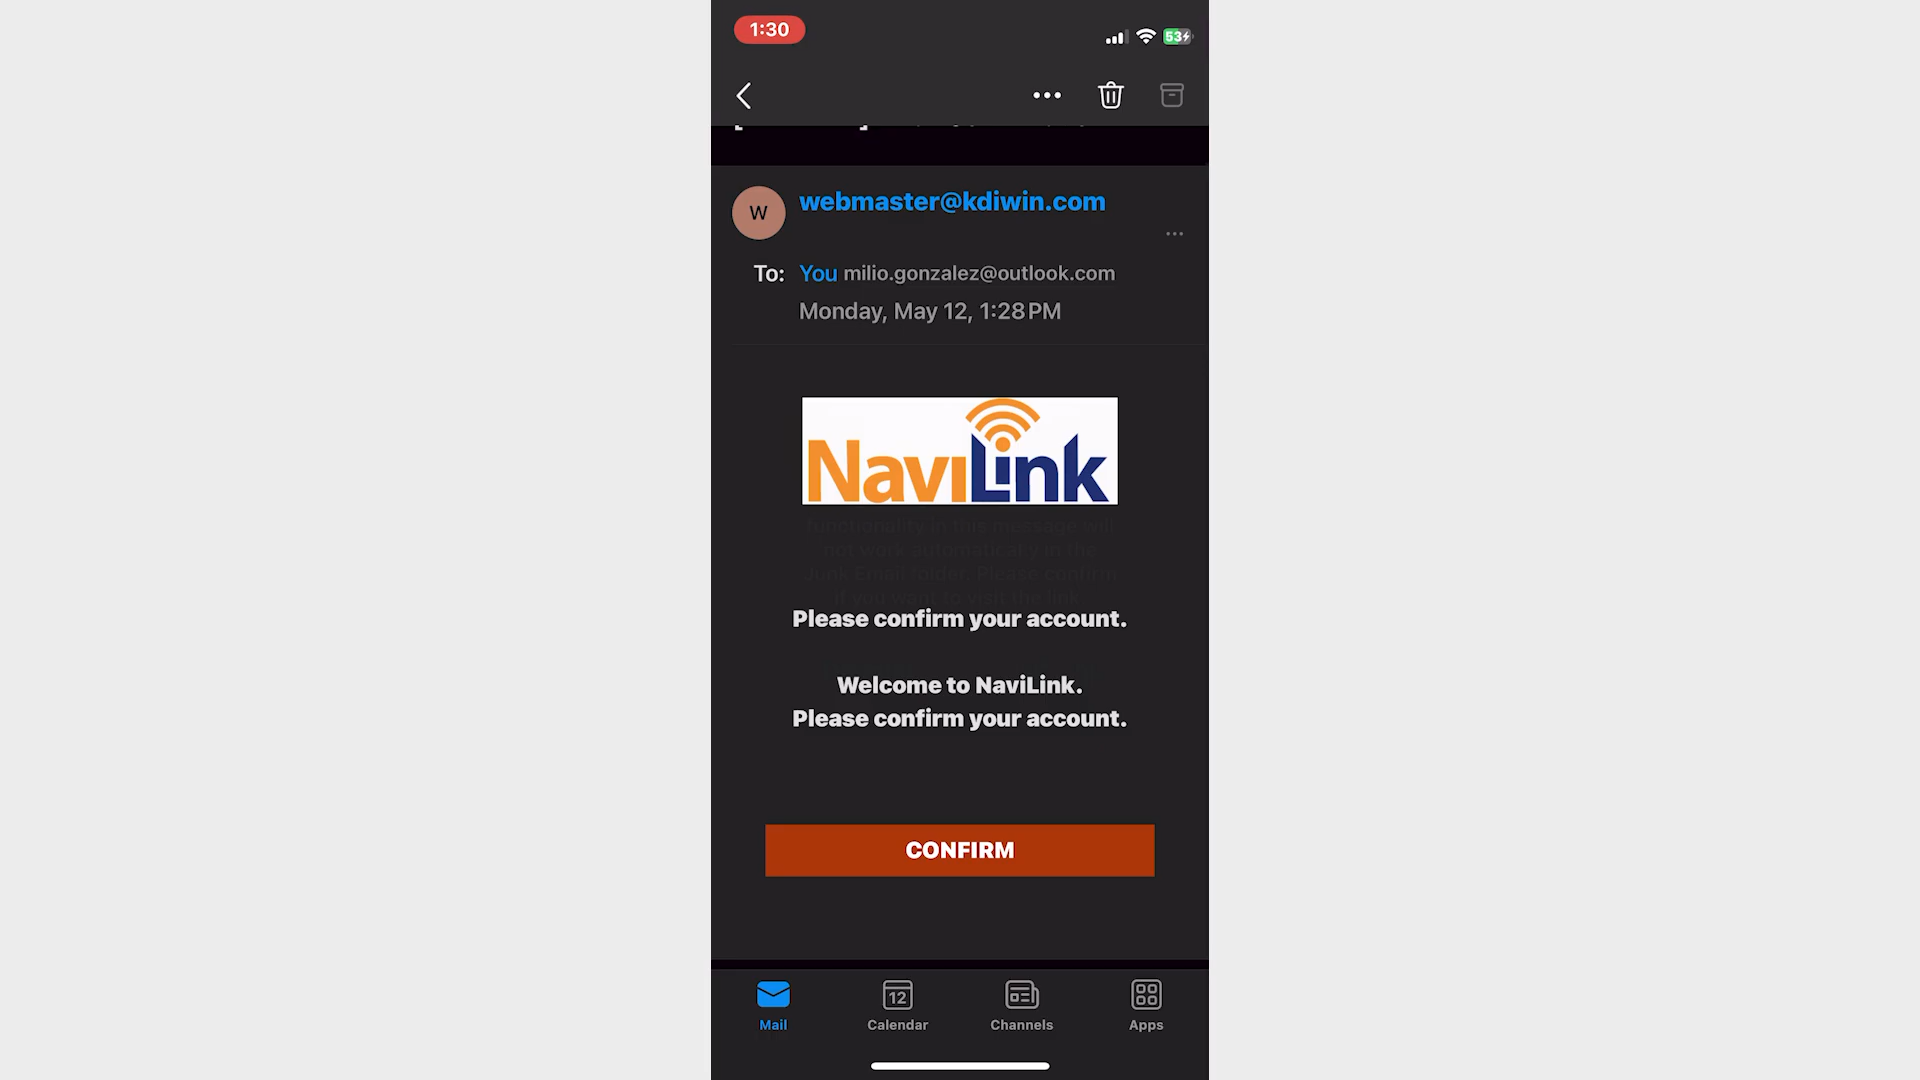 1:30
53
webmaster@kdiwin.com
W
To: You milio.gonzalez@outlook.com
Monday, May 12, 1:28 PM
NaviLink
functionality in this message will
not work automatically in the
Junk Email folder. Please confirm
if you want to visit the link
Please confirm your account.
Welcome to NaviLink.
Please confirm your account.
CONFIRM
12
Mail
Calendar
Channels
Apps